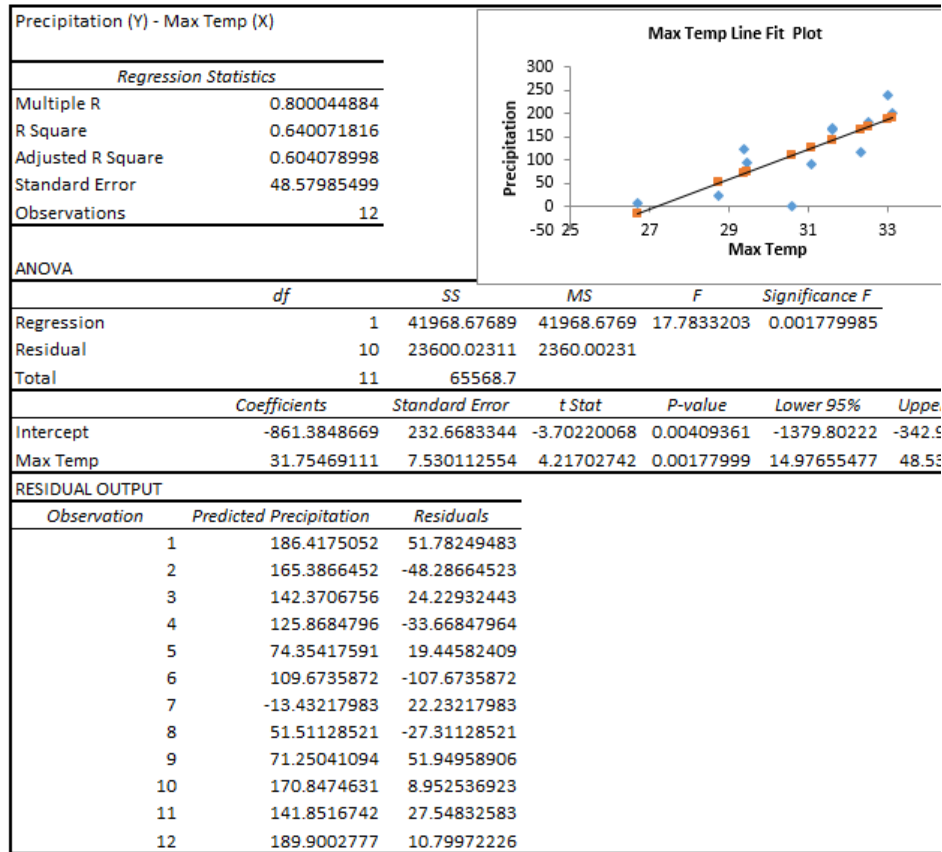 Precipitation (Y) - Max Temp (X)
Regression Statistics
Multiple R 0.800044884
R Square 0.640071816
Adjusted R Square 0.604078998
Standard Error 48.57985499
Observations 12
Max Temp Line Fit Plot
Precipitation
300
250
200
150
100
50
0
-50
25 27 29 31 33
Max Temp
ANOVA
df SS MS F Significance F
Regression 1 41968.67689 41968.6769 17.7833203 0.001779985
Residual 10 23600.02311 2360.00231
Total 11 65568.7
Coefficients Standard Error t Stat P-value Lower 95% Upper
Intercept -861.3848669 232.6683344 -3.70220068 0.00409361 -1379.80222 -342.9
Max Temp 31.75469111 7.530112554 4.21702742 0.00177999 14.97655477 48.53
RESIDUAL OUTPUT
Observation Predicted Precipitation Residuals
1 186.4175052 51.78249483
2 165.3866452 -48.28664523
3 142.3706756 24.22932443
4 125.8684796 -33.66847964
5 74.35417591 19.44582409
6 109.6735872 -107.6735872
7 -13.43217983 22.23217983
8 51.51128521 -27.31128521
9 71.25041094 51.94958906
10 170.8474631 8.952536923
11 141.8516742 27.54832583
12 189.9002777 10.79972226